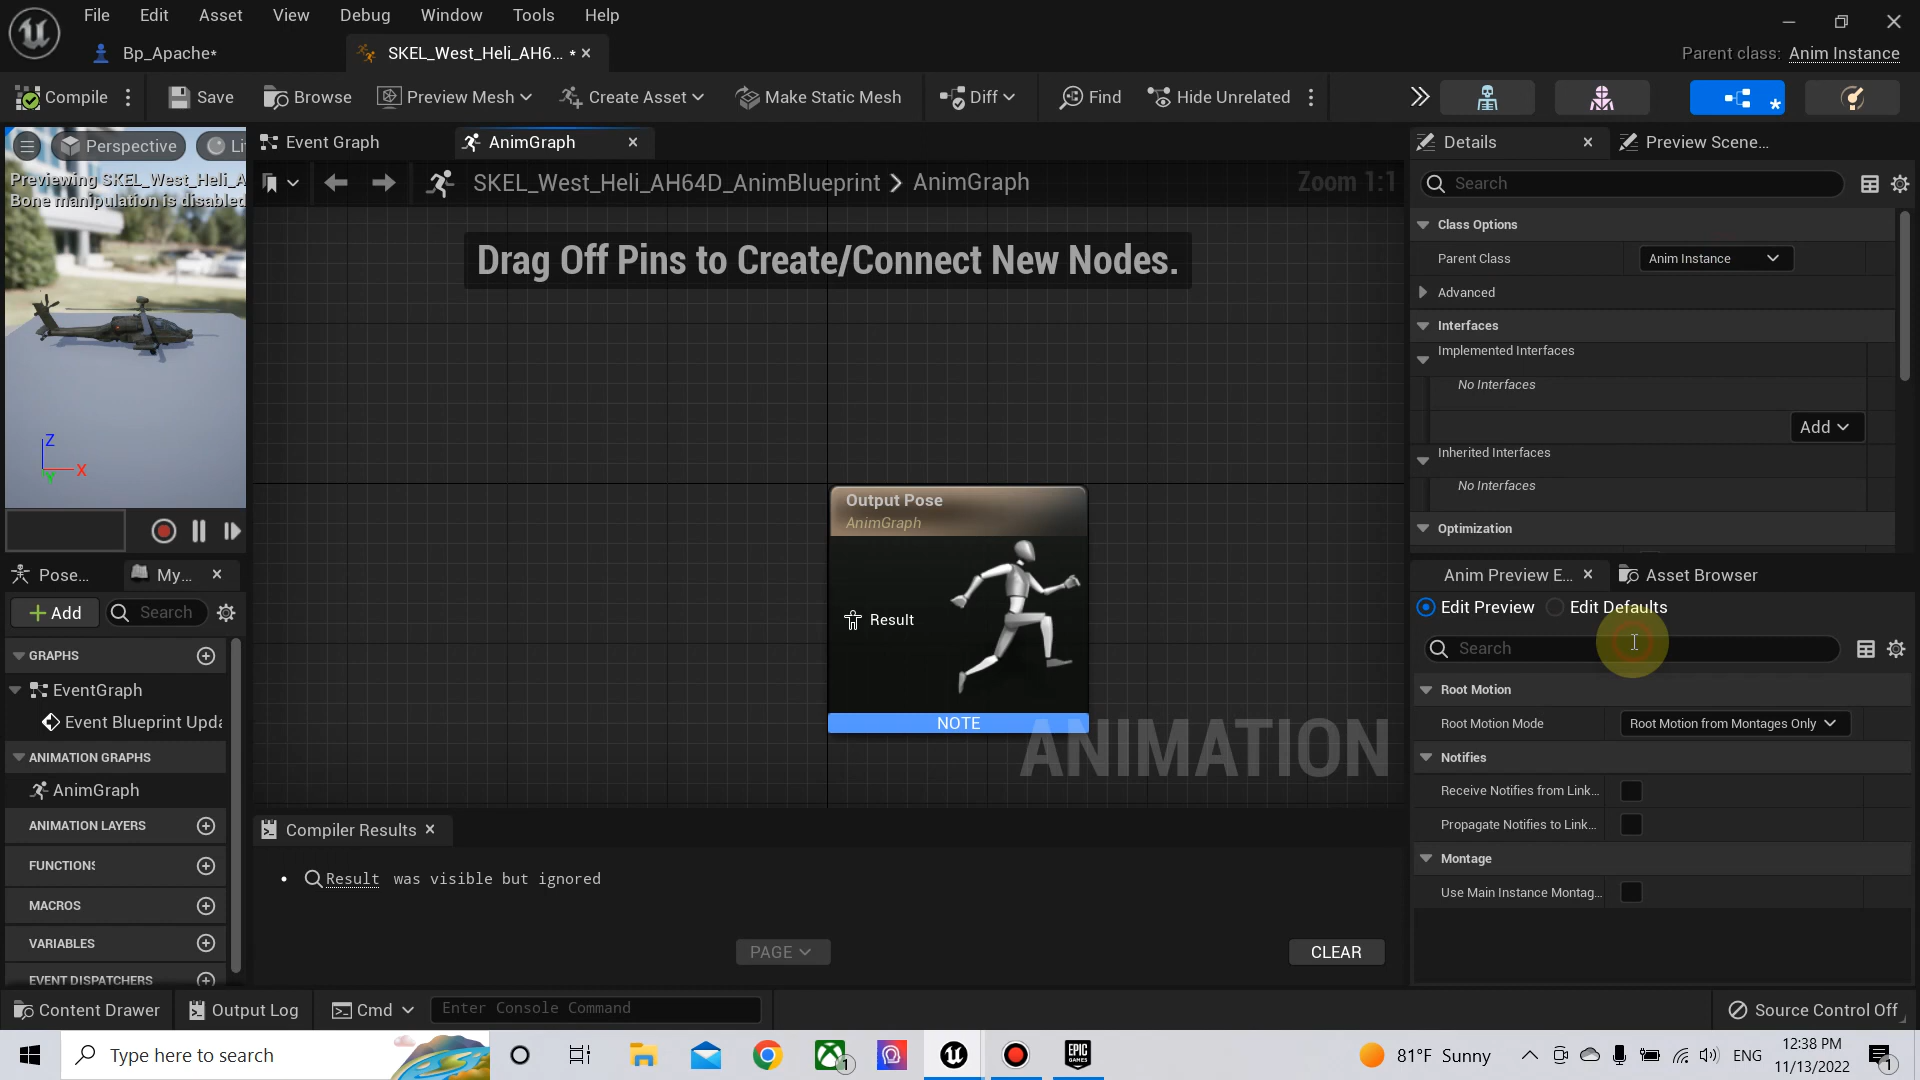 File Edit Asset View Debug Window Tools Help
Bp_Apache*
SKEL_West_Heli_AH6... *
Parent class: Anim Instance
Compile
Save
Browse
Preview Mesh
Create Asset
Make Static Mesh
Diff
Find
Hide Unrelated
Perspective
Li
Previewing SKEL_West_Heli_A
Bone manipulation is disabled
Z
X
Y
Event Graph
AnimGraph
SKEL_West_Heli_AH64D_AnimBlueprint > AnimGraph
Zoom 1:1
Drag Off Pins to Create/Connect New Nodes.
Output Pose
AnimGraph
Result
NOTE
ANIMATION
Pose...
My...
Add
Search
GRAPHS
EventGraph
Event Blueprint Upda
ANIMATION GRAPHS
AnimGraph
ANIMATION LAYERS
FUNCTIONS
MACROS
VARIABLES
EVENT DISPATCHERS
Compiler Results
• Result was visible but ignored
PAGE
CLEAR
Details
Preview Scene...
Search
Class Options
Parent Class
Anim Instance
Advanced
Interfaces
Implemented Interfaces
No Interfaces
Add
Inherited Interfaces
No Interfaces
Optimization
Anim Preview E...
Asset Browser
Edit Preview
Edit Defaults
Search
Root Motion
Root Motion Mode
Root Motion from Montages Only
Notifies
Receive Notifies from Link...
Propagate Notifies to Link...
Montage
Use Main Instance Montag...
Content Drawer
Output Log
Cmd
Enter Console Command
Source Control Off
Type here to search
1
EPIC
GAMES
81°F Sunny
ENG
12:38 PM
11/13/2022
1